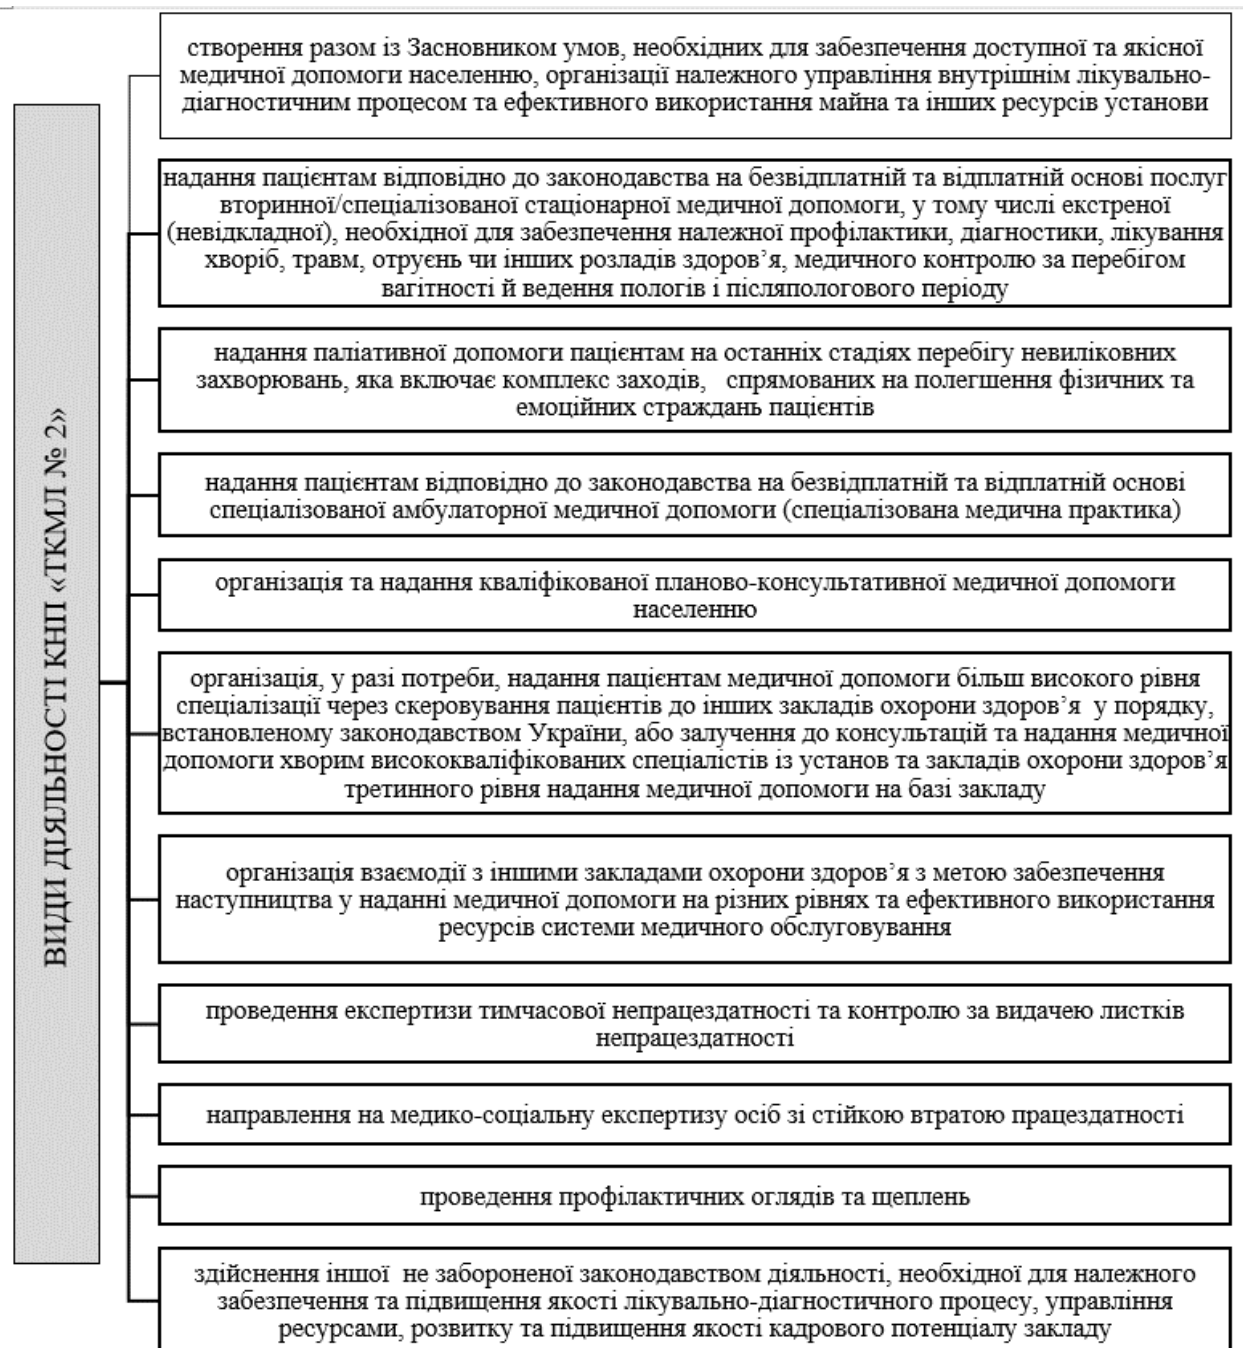 ВИДИ ДІЯЛЬНОСТІ КНП «ТКМЛ № 2»
створення разом із Засновником умов, необхідних для забезпечення доступної та якісної
медичної допомоги населенню, організації належного управління внутрішнім лікувально-
діагностичним процесом та ефективного використання майна та інших ресурсів установи
надання пацієнтам відповідно до законодавства на безвідплатній та відплатній основі послуг
вторинної/спеціалізованої стаціонарної медичної допомоги, у тому числі екстреної
(невідкладної), необхідної для забезпечення належної профілактики, діагностики, лікування
хворіб, травм, отруєнь чи інших розладів здоров’я, медичного контролю за перебігом
вагітності й ведення пологів і післяпологового періоду
надання паліативної допомоги пацієнтам на останніх стадіях перебігу невиліковних
захворювань, яка включає комплекс заходів, спрямованих на полегшення фізичних та
емоційних страждань пацієнтів
надання пацієнтам відповідно до законодавства на безвідплатній та відплатній основі
спеціалізованої амбулаторної медичної допомоги (спеціалізована медична практика)
організація та надання кваліфікованої планово-консультативної медичної допомоги
населенню
організація, у разі потреби, надання пацієнтам медичної допомоги більш високого рівня
спеціалізації через скеровування пацієнтів до інших закладів охорони здоров’я у порядку,
встановленому законодавством України, або залучення до консультацій та надання медичної
допомоги хворим висококваліфікованих спеціалістів із установ та закладів охорони здоров’я
третинного рівня надання медичної допомоги на базі закладу
організація взаємодії з іншими закладами охорони здоров’я з метою забезпечення
наступництва у наданні медичної допомоги на різних рівнях та ефективного використання
ресурсів системи медичного обслуговування
проведення експертизи тимчасової непрацездатності та контролю за видачею листків
непрацездатності
направлення на медико-соціальну експертизу осіб зі стійкою втратою працездатності
проведення профілактичних оглядів та щеплень
здійснення іншої не забороненої законодавством діяльності, необхідної для належного
забезпечення та підвищення якості лікувально-діагностичного процесу, управління
ресурсами, розвитку та підвищення якості кадрового потенціалу закладу